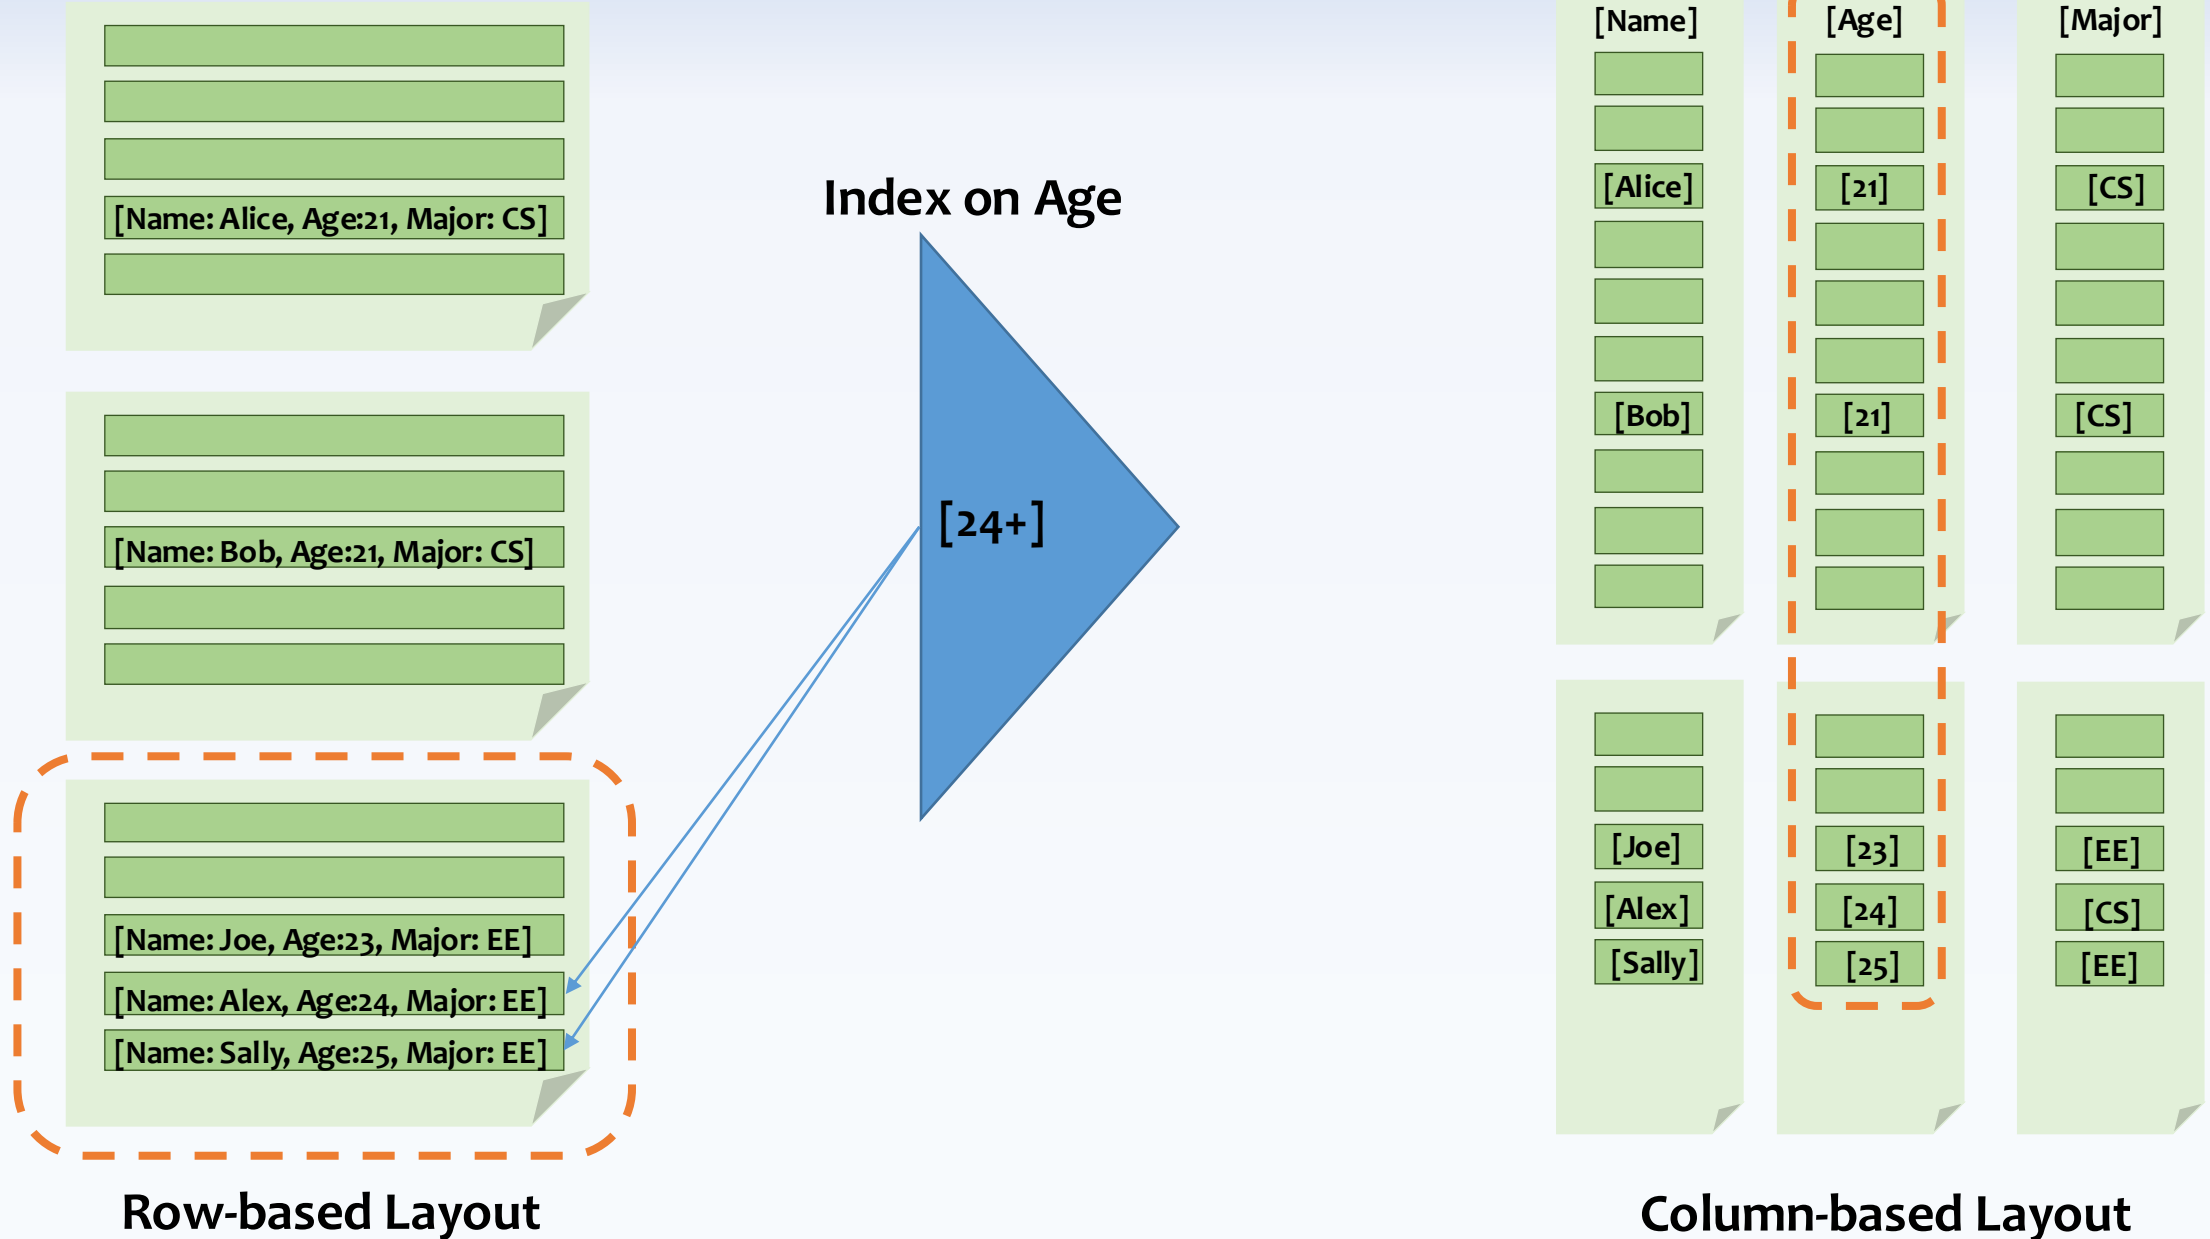 [Name: Alice, Age:21, Major: CS]
[Name: Bob, Age:21, Major: CS]
[Name: Joe, Age:23, Major: EE]
[Name: Alex, Age:24, Major: EE]
[Name: Sally, Age:25, Major: EE]
Row-based Layout
Index on Age
[24+]
[Name] [Age] [Major]
[Alice] [21] [CS]
[Bob] [21] [CS]
[Joe] [23] [EE]
[Alex] [24] [CS]
[Sally] [25] [EE]
Column-based Layout